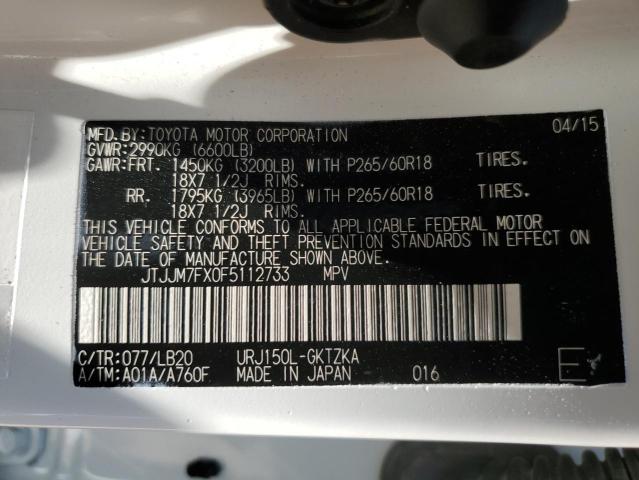 MFD.BY:TOYOTA MOTOR CORPORATION 04/15
GVWR:2990KG (6600LB)
GAWR:FRT. 1450KG (3200LB) WITH P265/60R18 TIRES.
18X7 1/2J RIMS.
RR. 1795KG (3965LB) WITH P265/60R18 TIRES.
18X7 1/2J RIMS.
THIS VEHICLE CONFORMS TO ALL APPLICABLE FEDERAL MOTOR
VEHICLE SAFETY AND THEFT PREVENTION STANDARDS IN EFFECT ON
THE DATE OF MANUFACTURE SHOWN ABOVE.
JTJJM7FX0F5112733 MPV
C/TR:077/LB20 URJ150L-GKTZKA
A/TM:A01A/A760F MADE IN JAPAN 016 E